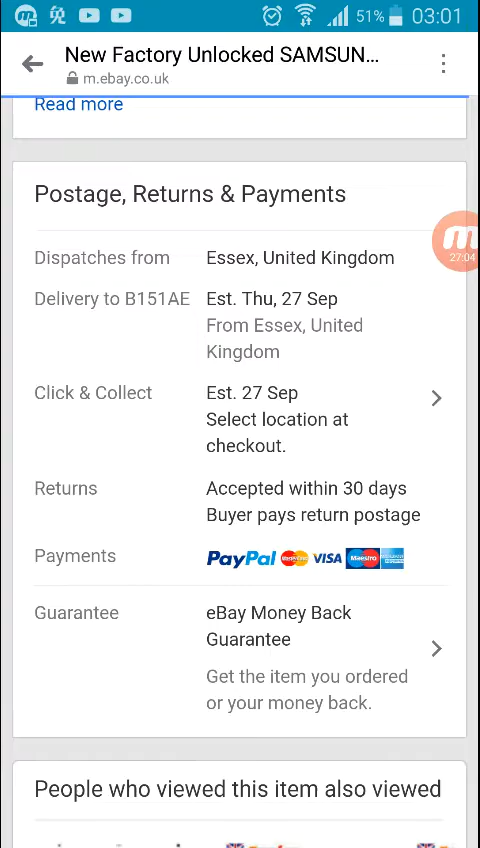 免 51% 03:01
New Factory Unlocked SAMSUN...
m.ebay.co.uk
Read more
Postage, Returns & Payments
27:04
Dispatches from Essex, United Kingdom
Delivery to B151AE Est. Thu, 27 Sep
From Essex, United
Kingdom
Click & Collect Est. 27 Sep
Select location at
checkout.
Returns Accepted within 30 days
Buyer pays return postage
Payments PayPal MasterCard VISA Maestro
Guarantee eBay Money Back
Guarantee
Get the item you ordered
or your money back.
People who viewed this item also viewed